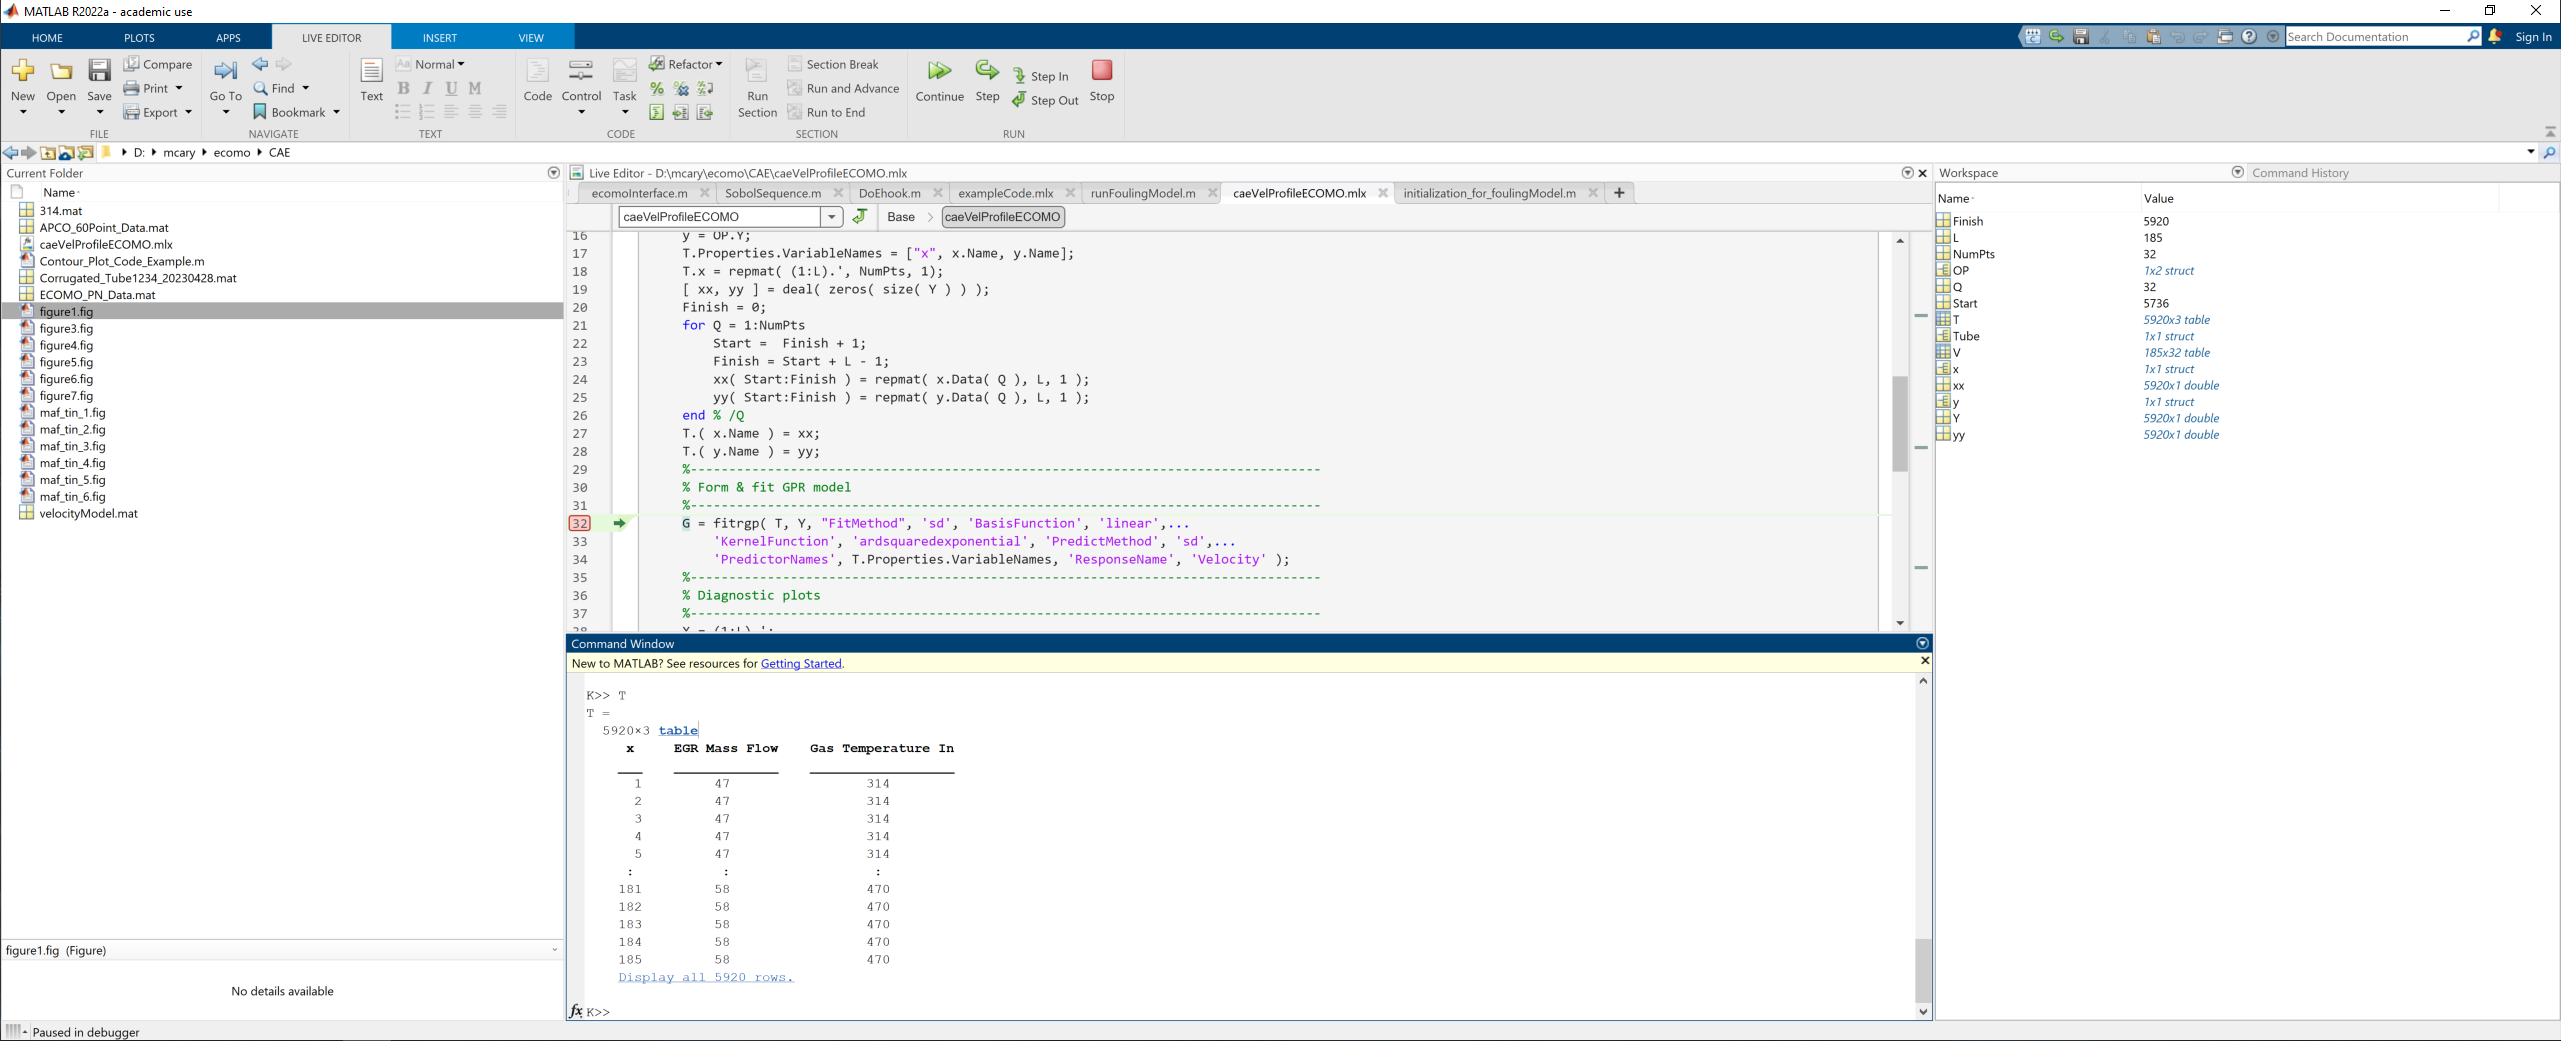 MATLAB R2022a - academic use
HOME PLOTS APPS LIVE EDITOR INSERT VIEW
Search Documentation
Sign In
New Open Save Compare Print Export
FILE
Go To Find Bookmark
NAVIGATE
Text Aa Normal B I U M
TEXT
Code Control Task Refactor
CODE
Run Section Section Break Run and Advance Run to End
SECTION
Continue Step Step In Step Out Stop
RUN
D: mcary ecomo CAE
Current Folder
Name
314.mat
APCO_60Point_Data.mat
caeVelProfileECOMO.mlx
Contour_Plot_Code_Example.m
Corrugated_Tube1234_20230428.mat
ECOMO_PN_Data.mat
figure1.fig
figure3.fig
figure4.fig
figure5.fig
figure6.fig
figure7.fig
maf_tin_1.fig
maf_tin_2.fig
maf_tin_3.fig
maf_tin_4.fig
maf_tin_5.fig
maf_tin_6.fig
velocityModel.mat
figure1.fig (Figure)
No details available
Paused in debugger
Live Editor - D:\mcary\ecomo\CAE\caeVelProfileECOMO.mlx
ecomoInterface.m SobolSequence.m DoEhook.m exampleCode.mlx runFoulingModel.m caeVelProfileECOMO.mlx initialization_for_foulingModel.m
caeVelProfileECOMO Base caeVelProfileECOMO
16 y = OP.Y;
17 T.Properties.VariableNames = ["x", x.Name, y.Name];
18 T.x = repmat( (1:L).', NumPts, 1);
19 [ xx, yy ] = deal( zeros( size( Y ) ) );
20 Finish = 0;
21 for Q = 1:NumPts
22 Start =  Finish + 1;
23 Finish = Start + L - 1;
24 xx( Start:Finish ) = repmat( x.Data( Q ), L, 1 );
25 yy( Start:Finish ) = repmat( y.Data( Q ), L, 1 );
26 end % /Q
27 T.( x.Name ) = xx;
28 T.( y.Name ) = yy;
29 %----------------------------------------------------------------------------------
30 % Form & fit GPR model
31 %----------------------------------------------------------------------------------
32 G = fitrgp( T, Y, "FitMethod", 'sd', 'BasisFunction', 'linear',...
33 'KernelFunction', 'ardsquaredexponential', 'PredictMethod', 'sd',...
34 'PredictorNames', T.Properties.VariableNames, 'ResponseName', 'Velocity' );
35 %----------------------------------------------------------------------------------
36 % Diagnostic plots
37 %----------------------------------------------------------------------------------
Command Window
New to MATLAB? See resources for Getting Started.
K>> T
T =
5920×3 table
x EGR Mass Flow Gas Temperature In
1 47 314
2 47 314
3 47 314
4 47 314
5 47 314
: : :
181 58 470
182 58 470
183 58 470
184 58 470
185 58 470
Display all 5920 rows.
fx K>>
Workspace
Command History
Name Value
Finish 5920
L 185
NumPts 32
OP 1x2 struct
Q 32
Start 5736
T 5920x3 table
Tube 1x1 struct
V 185x32 table
x 1x1 struct
xx 5920x1 double
y 1x1 struct
Y 5920x1 double
yy 5920x1 double